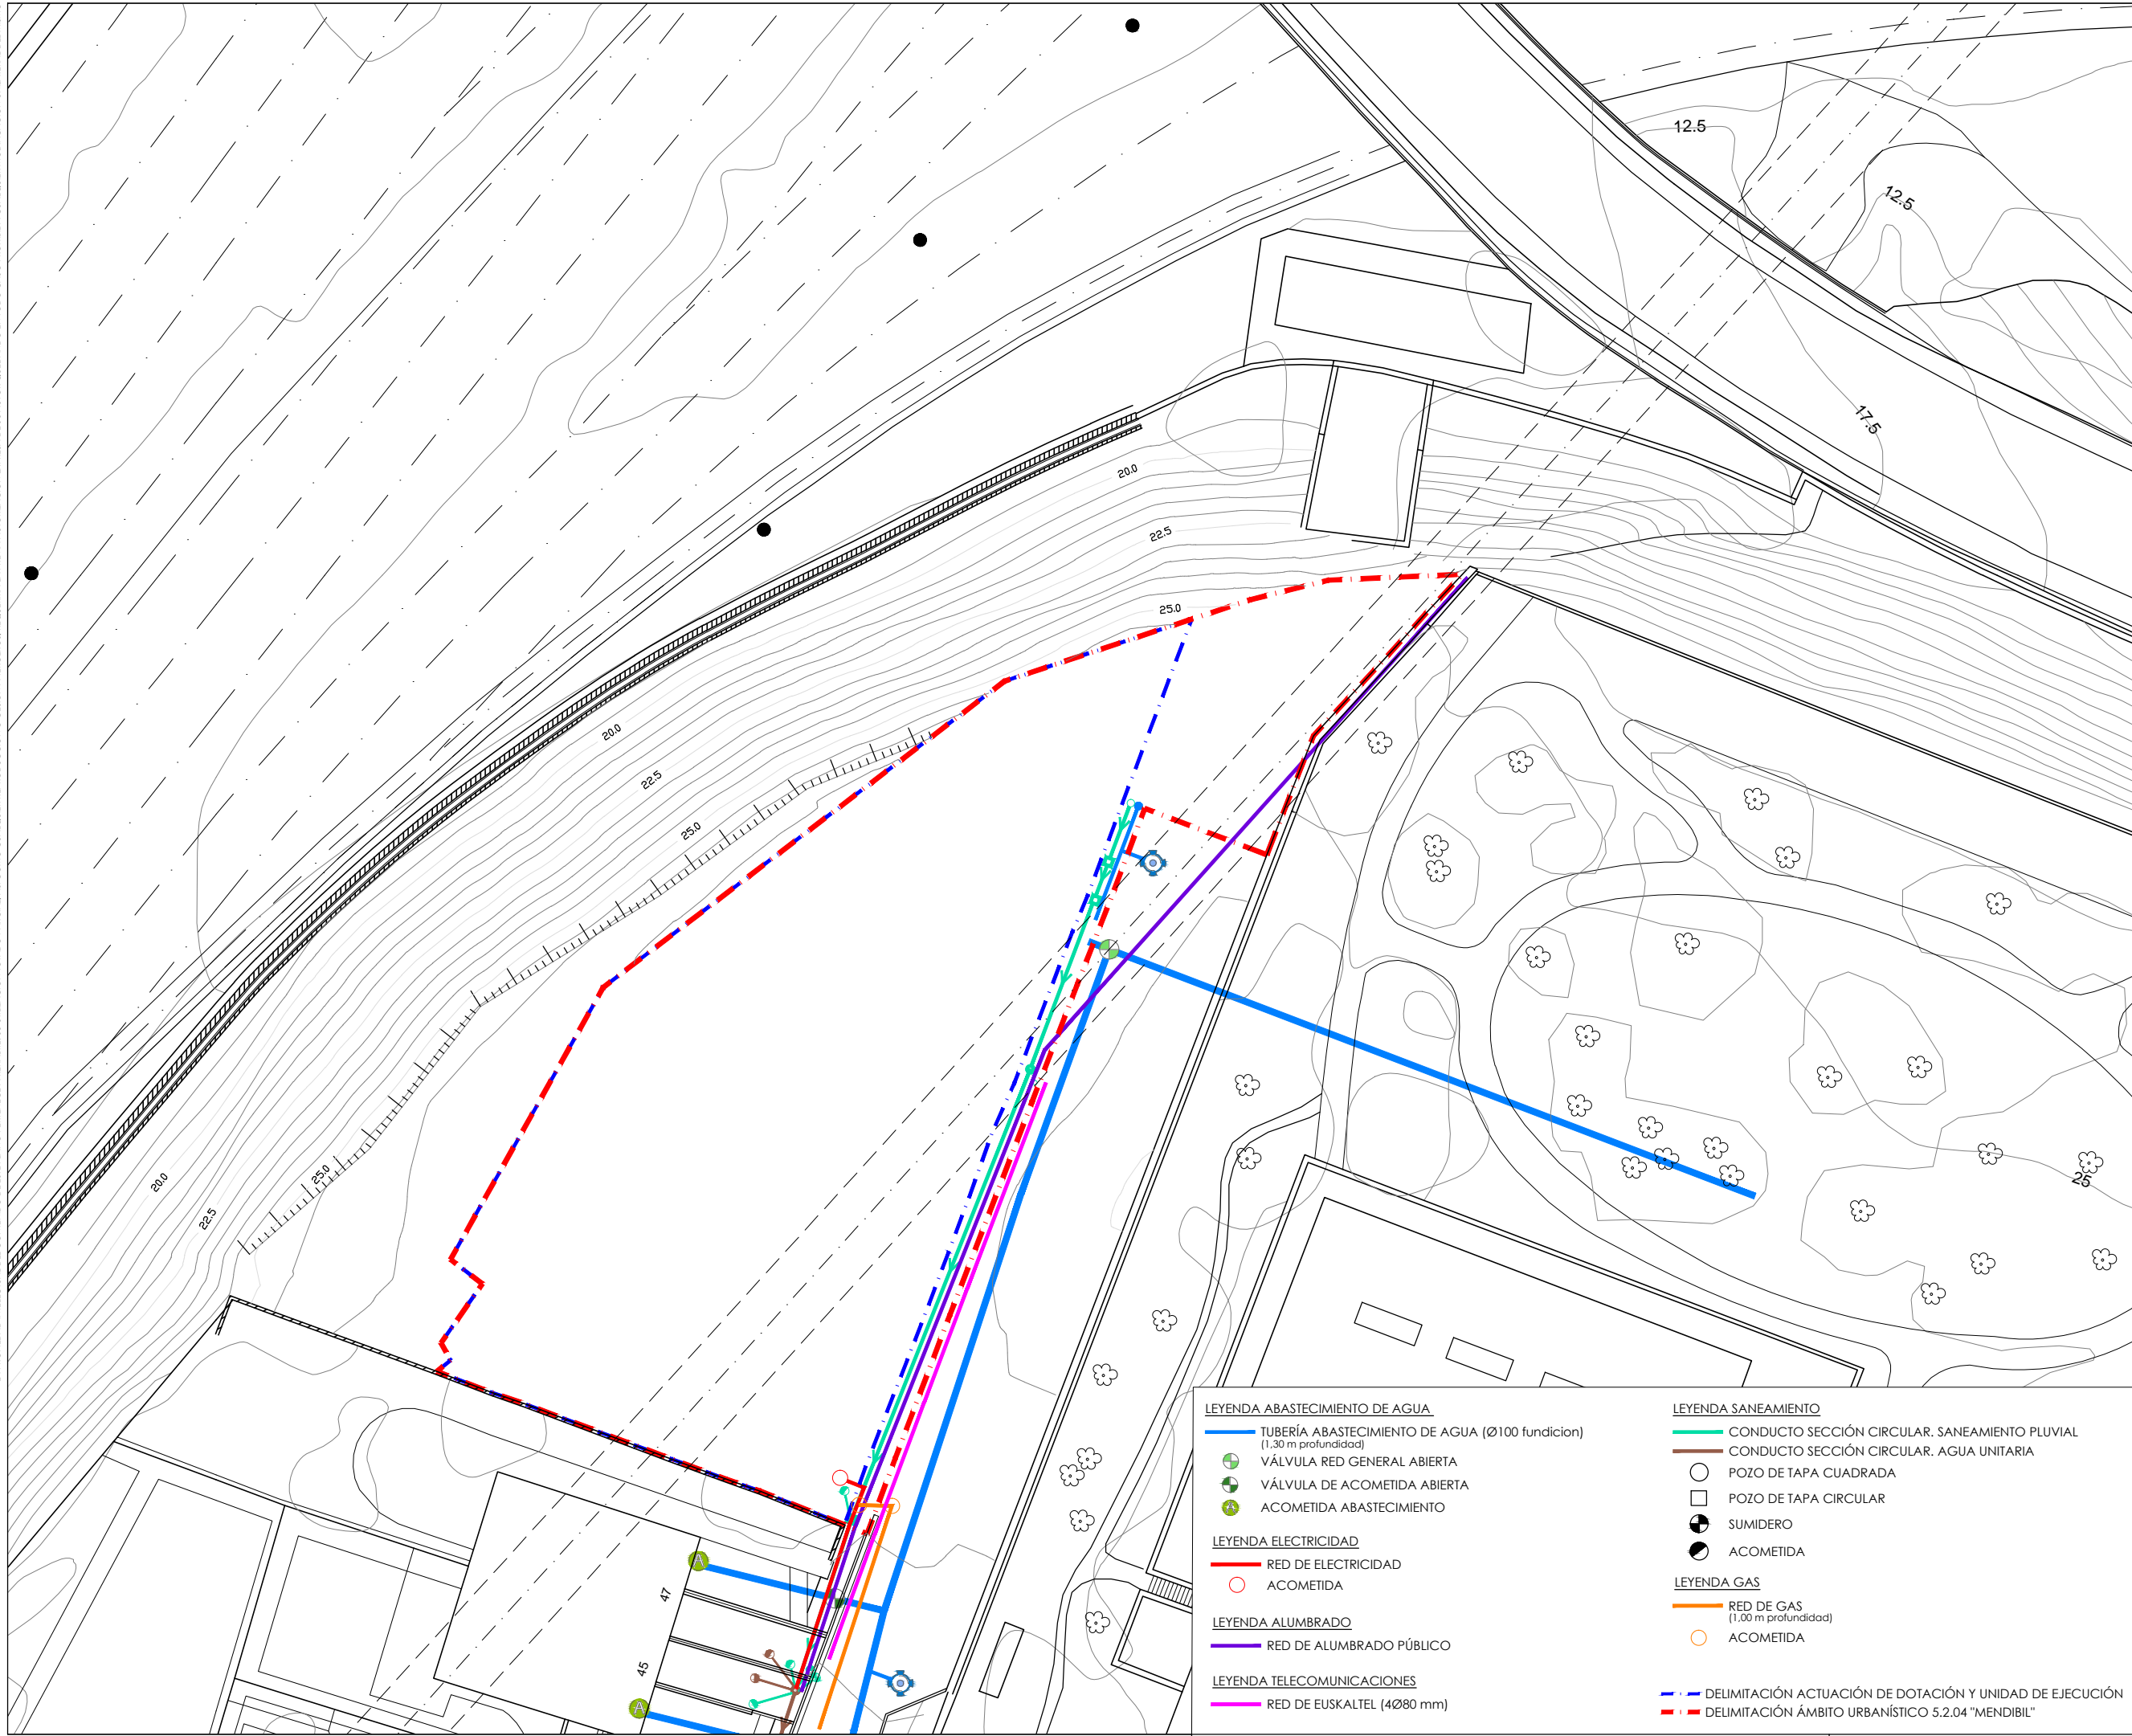 12.5
12.5
17.5
20.0
22.5
25.0
20.0
22.5
25.0
25.0
20.0
22.5
25
A
47
45
A
LEYENDA ABASTECIMIENTO DE AGUA
TUBERÍA ABASTECIMIENTO DE AGUA (Ø100 fundicion)
(1,30 m profundidad)
VÁLVULA RED GENERAL ABIERTA
VÁLVULA DE ACOMETIDA ABIERTA
A ACOMETIDA ABASTECIMIENTO
LEYENDA ELECTRICIDAD
RED DE ELECTRICIDAD
ACOMETIDA
LEYENDA ALUMBRADO
RED DE ALUMBRADO PÚBLICO
LEYENDA TELECOMUNICACIONES
RED DE EUSKALTEL (4Ø80 mm)
LEYENDA SANEAMIENTO
CONDUCTO SECCIÓN CIRCULAR. SANEAMIENTO PLUVIAL
CONDUCTO SECCIÓN CIRCULAR. AGUA UNITARIA
POZO DE TAPA CUADRADA
POZO DE TAPA CIRCULAR
SUMIDERO
ACOMETIDA
LEYENDA GAS
RED DE GAS
(1,00 m profundidad)
ACOMETIDA
DELIMITACIÓN ACTUACIÓN DE DOTACIÓN Y UNIDAD DE EJECUCIÓN
DELIMITACIÓN ÁMBITO URBANÍSTICO 5.2.04 "MENDIBIL"